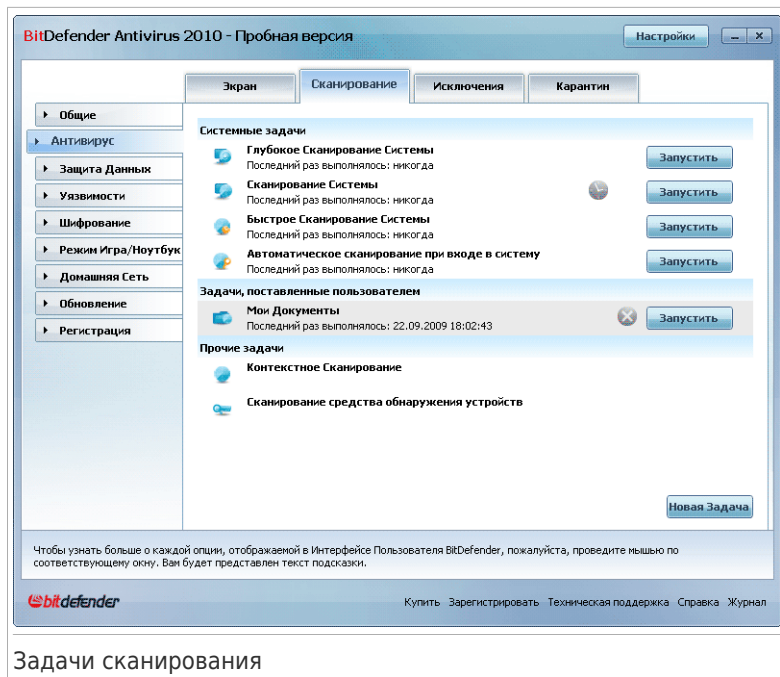 BitDefender Antivirus 2010 - Пробная версия
Настройки
Экран
Сканирование
Исключения
Карантин
Общие
Антивирус
Защита Данных
Уязвимости
Шифрование
Режим Игра/Ноутбук
Домашняя Сеть
Обновление
Регистрация
Системные задачи
Глубокое Сканирование Системы
Последний раз выполнялось: никогда
Запустить
Сканирование Системы
Последний раз выполнялось: никогда
Запустить
Быстрое Сканирование Системы
Последний раз выполнялось: никогда
Запустить
Автоматическое сканирование при входе в систему
Последний раз выполнялось: никогда
Запустить
Задачи, поставленные пользователем
Мои Документы
Последний раз выполнялось: 22.09.2009 18:02:43
Запустить
Прочие задачи
Контекстное Сканирование
Сканирование средства обнаружения устройств
Новая Задача
Чтобы узнать больше о каждой опции, отображаемой в Интерфейсе Пользователя BitDefender, пожалуйста, проведите мышью по
соответствующему окну. Вам будет представлен текст подсказки.
bitdefender
Купить Зарегистрировать Техническая поддержка Справка Журнал
Задачи сканирования